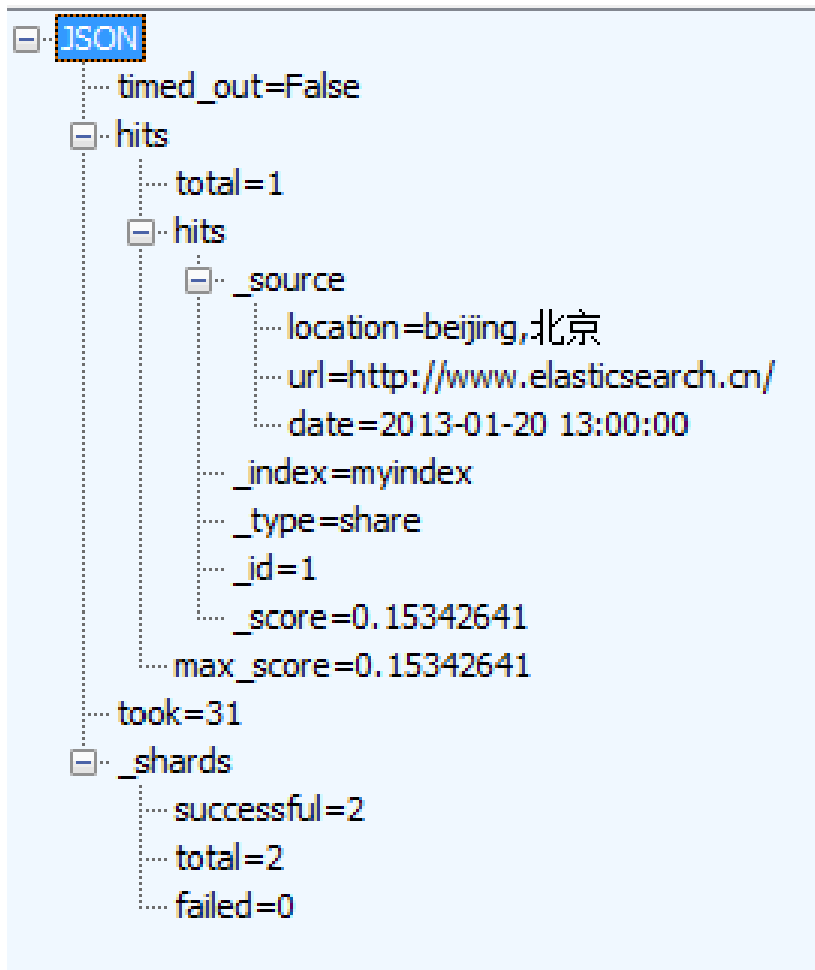 JSON
timed_out=False
hits
total=1
hits
_source
location=beijing,北京
url=http://www.elasticsearch.cn/
date=2013-01-20 13:00:00
_index=myindex
_type=share
_id=1
_score=0.15342641
max_score=0.15342641
took=31
_shards
successful=2
total=2
failed=0